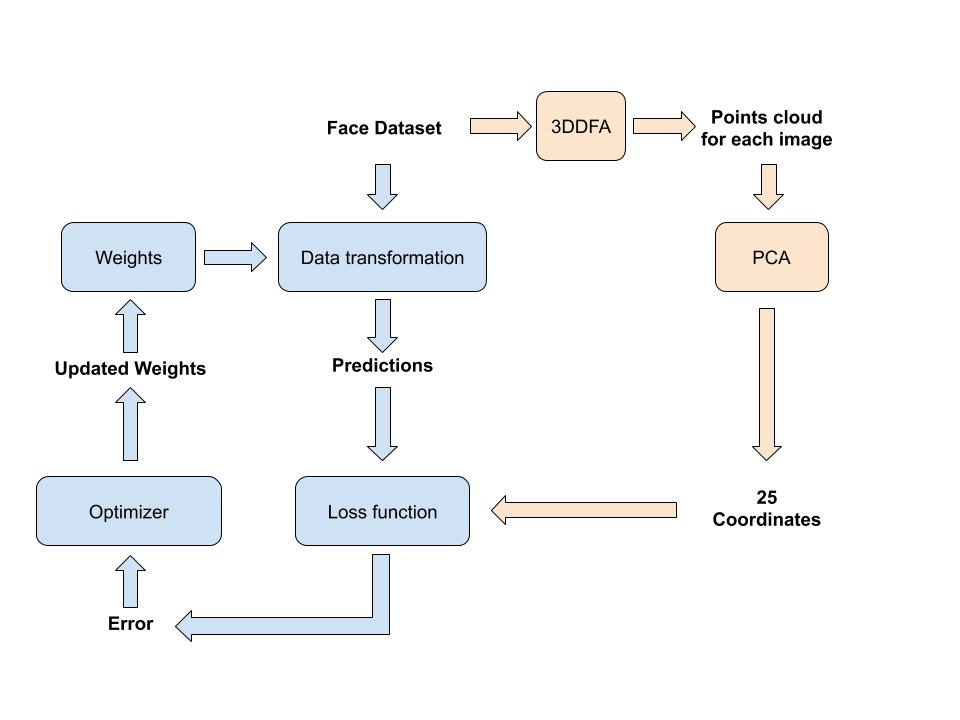 Face Dataset
3DDFA
Points cloud
for each image
Weights
Data transformation
PCA
Updated Weights
Predictions
Optimizer
Loss function
25
Coordinates
Error